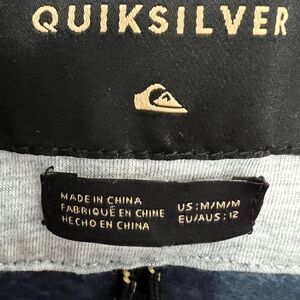 QUIKSILVER
MADE IN CHINA
FABRIQUÉ EN CHINE
HECHO EN CHINA
US: M/M/M
EU/AUS: 12